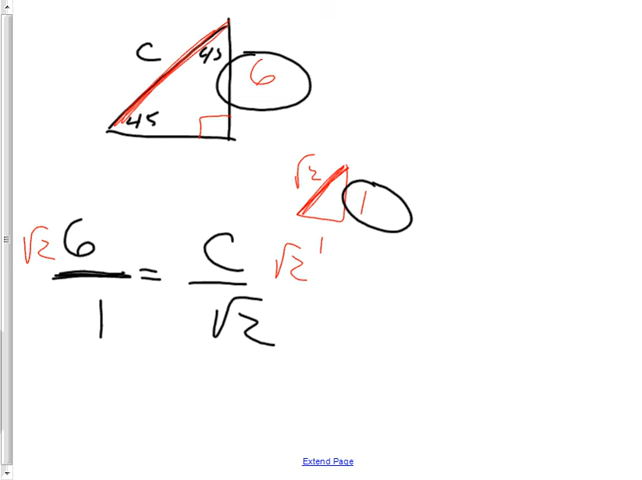 C
45
6
45
√2
1
√2 6 = C √2
1
1 √2
Extend Page